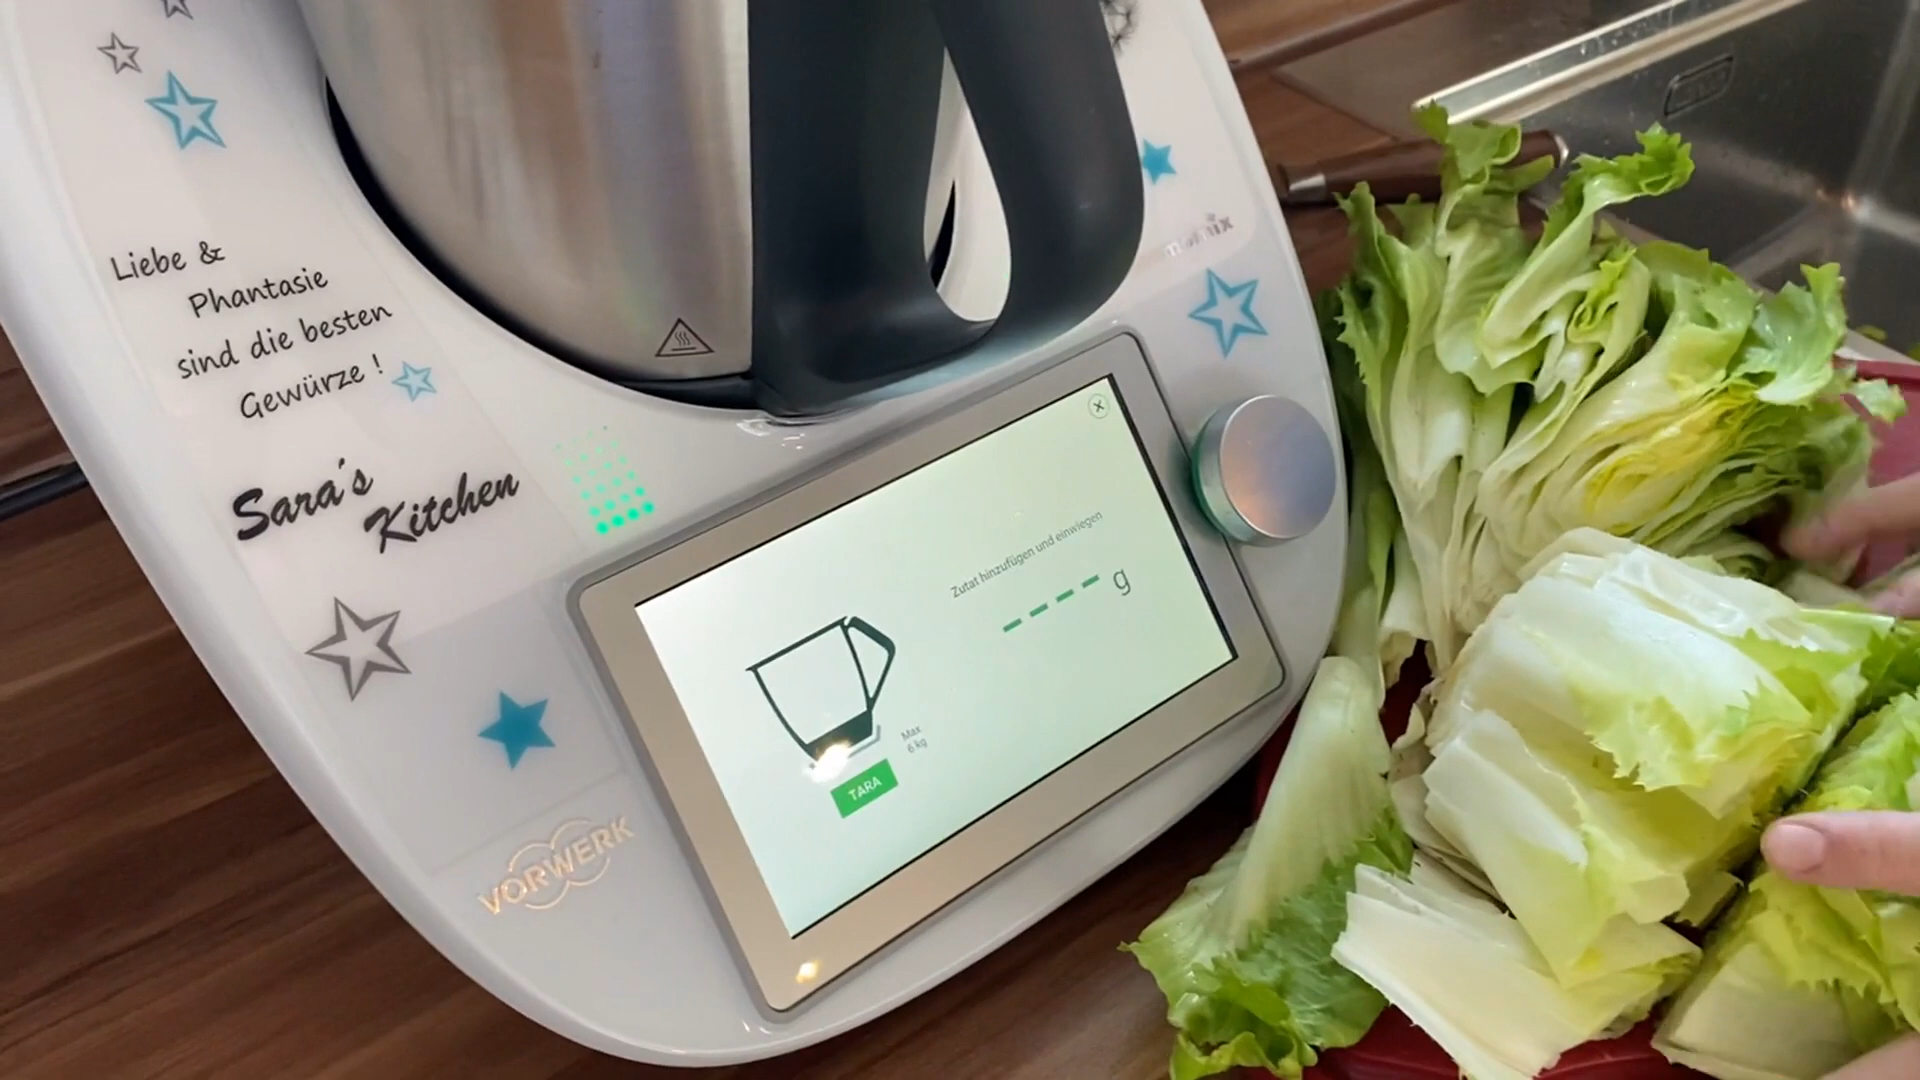 Liebe &
Phantasie
sind die besten
Gewürze !
Sara´s
Kitchen
Zutat hinzufügen und einwiegen
g
Max
6 kg
TARA
VORWERK